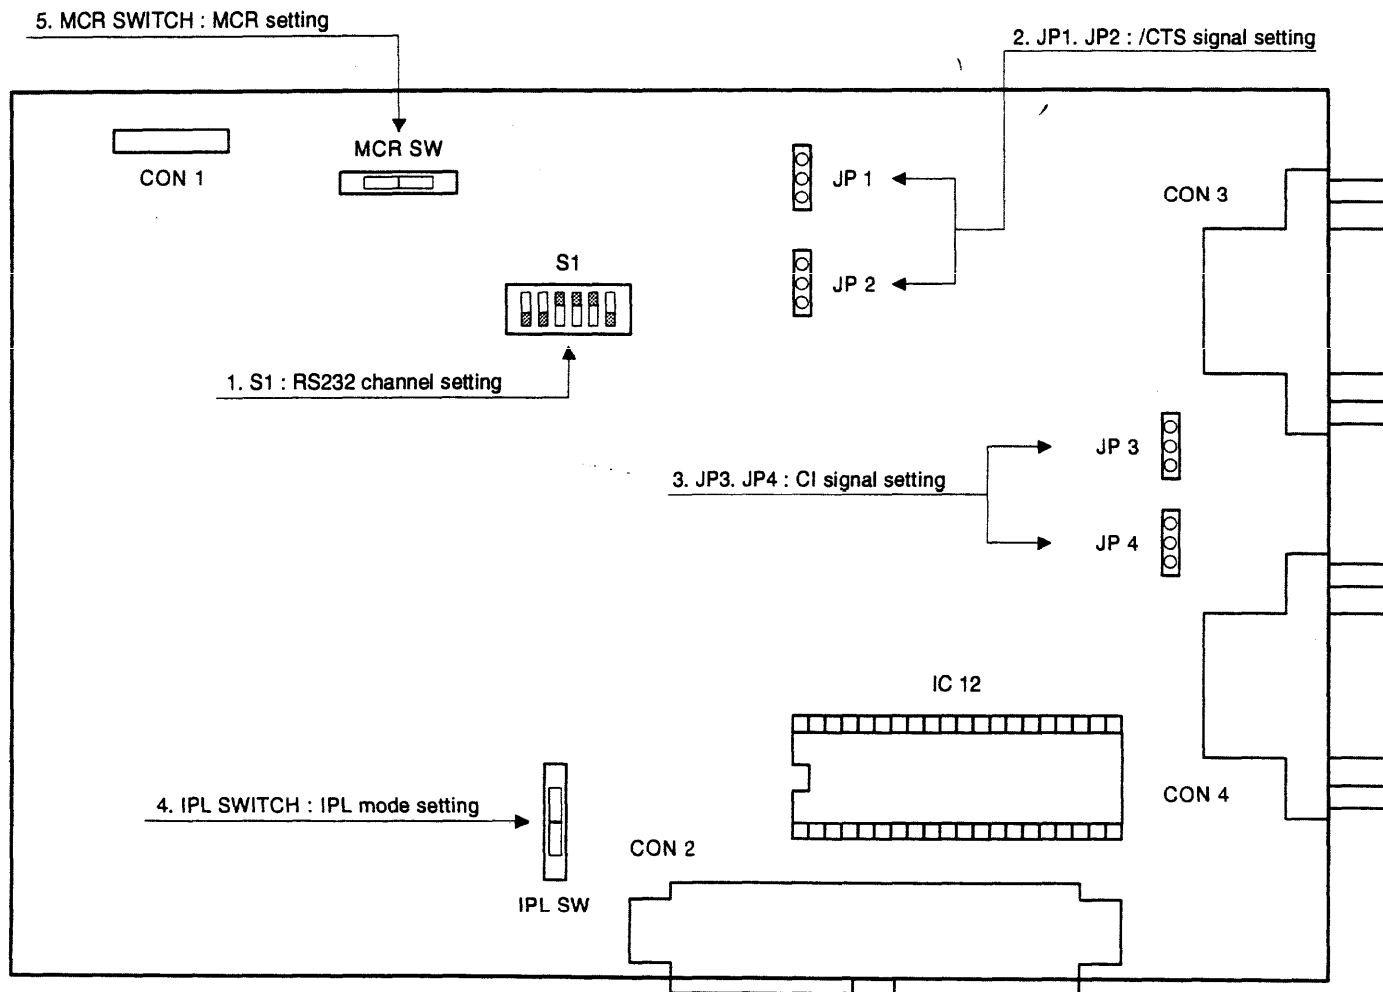 5. MCR SWITCH : MCR setting
2. JP1. JP2 : /CTS signal setting
MCR SW
CON 1
JP 1
CON 3
S1
JP 2
1. S1 : RS232 channel setting
JP 3
3. JP3. JP4 : CI signal setting
JP 4
IC 12
4. IPL SWITCH : IPL mode setting
CON 4
CON 2
IPL SW